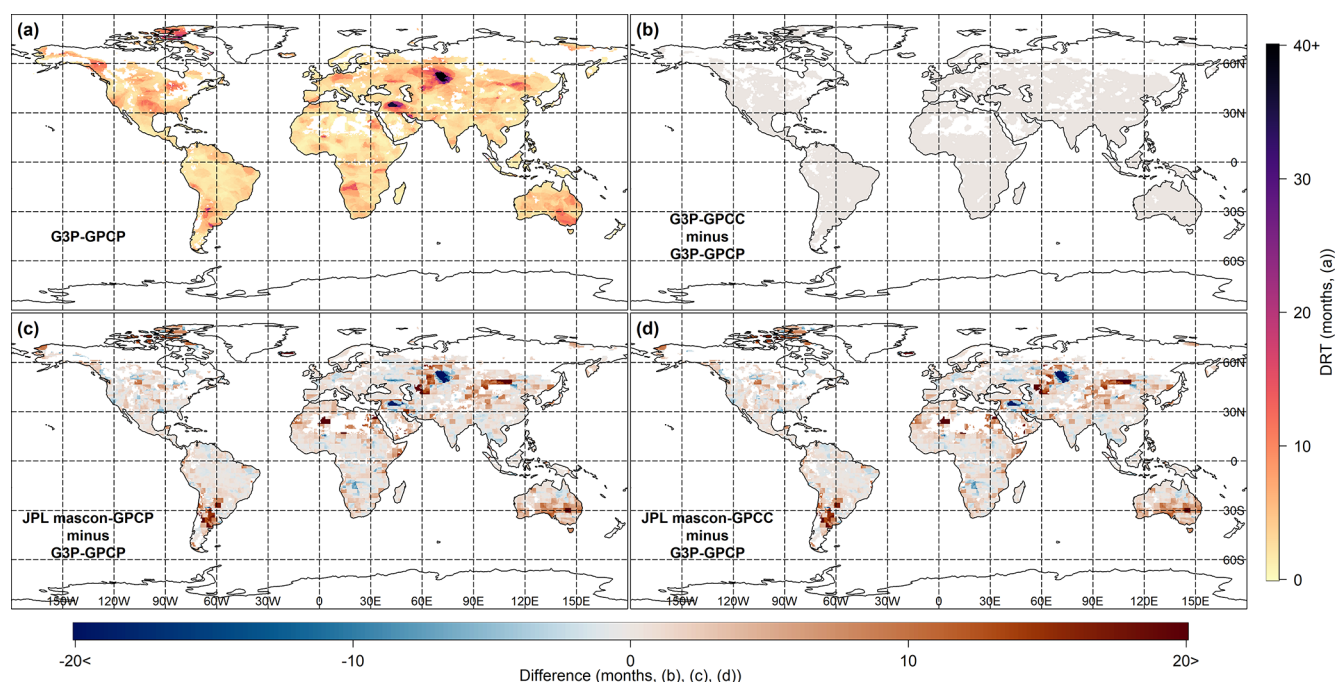 (a)
G3P-GPCP
(b)
60N
30N
0
30S
60S
G3P-GPCC
minus
G3P-GPCP
40+
30
20
10
0
DRT (months, (a))
(c)
JPL mascon-GPCP
minus
G3P-GPCP
150W 120W 90W 60W 30W 0 30E 60E 90E 120E 150E
(d)
60N
30N
0
30S
60S
JPL mascon-GPCC
minus
G3P-GPCP
150W 120W 90W 60W 30W 0 30E 60E 90E 120E 150E
-20< -10 0 10 20>
Difference (months, (b), (c), (d))